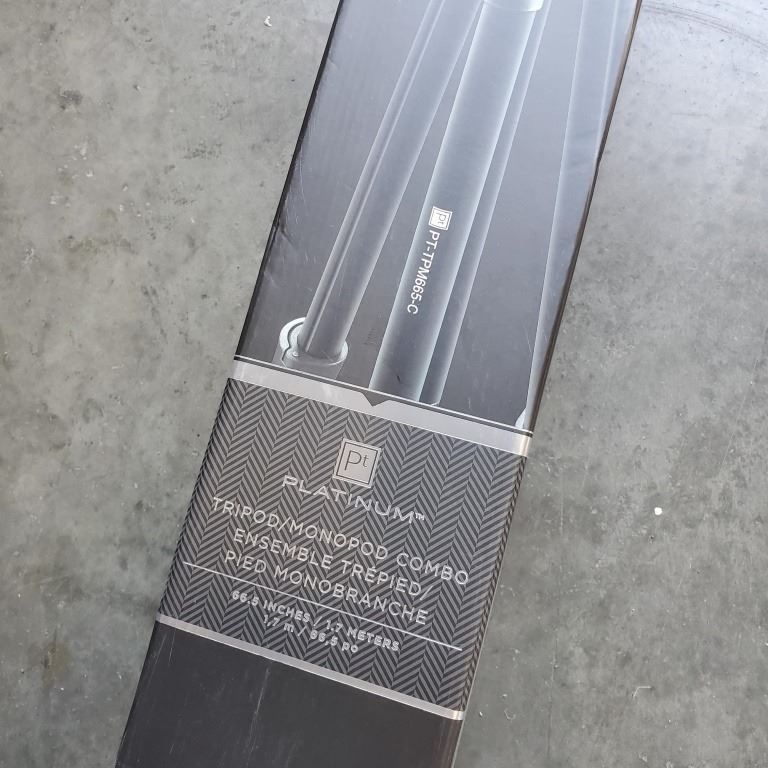 Pt PT-TPM665-C
Pt
PLATINUM™
TRIPOD/MONOPOD COMBO
ENSEMBLE TRÉPIED/
PIED MONOBRANCHE
66.5 INCHES / 1.7 METERS
1,7 m / 66,5 po